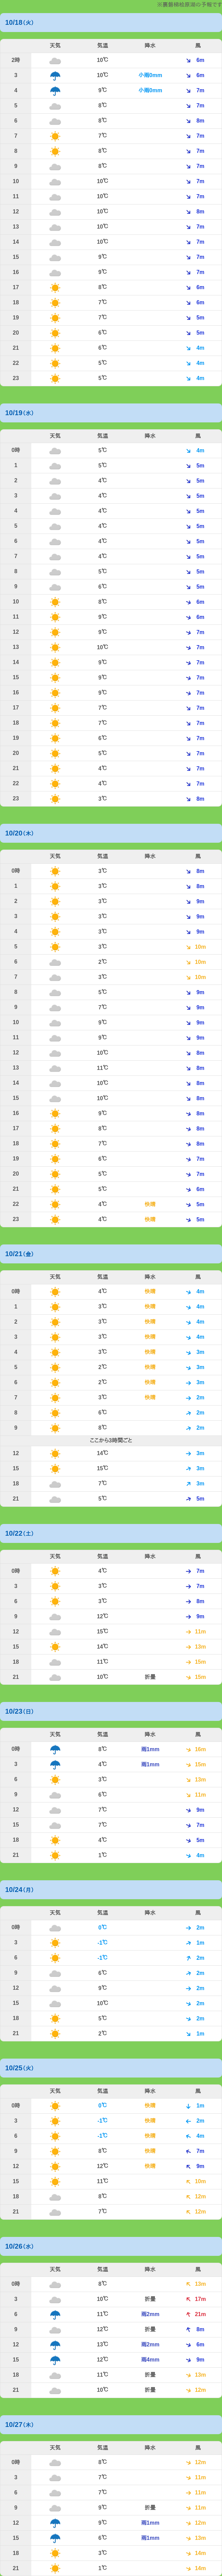 ※裏磐梯桧原湖の予報です
10/18(火)
天気 気温 降水 風
2時 10℃ 6m
3 10℃ 小雨0mm 6m
4 9℃ 小雨0mm 7m
5 8℃ 7m
6 8℃ 8m
7 7℃ 7m
8 8℃ 7m
9 8℃ 7m
10 10℃ 7m
11 10℃ 7m
12 10℃ 8m
13 10℃ 7m
14 10℃ 7m
15 9℃ 7m
16 9℃ 7m
17 8℃ 6m
18 7℃ 6m
19 7℃ 5m
20 6℃ 5m
21 6℃ 4m
22 5℃ 4m
23 5℃ 4m
10/19(水)
天気 気温 降水 風
0時 5℃ 4m
1 5℃ 5m
2 4℃ 5m
3 4℃ 5m
4 4℃ 5m
5 4℃ 5m
6 4℃ 5m
7 4℃ 5m
8 5℃ 5m
9 6℃ 5m
10 8℃ 6m
11 9℃ 6m
12 9℃ 7m
13 10℃ 7m
14 9℃ 7m
15 9℃ 7m
16 9℃ 7m
17 7℃ 7m
18 7℃ 7m
19 6℃ 7m
20 5℃ 7m
21 4℃ 7m
22 4℃ 7m
23 3℃ 8m
10/20(木)
天気 気温 降水 風
0時 3℃ 8m
1 3℃ 8m
2 3℃ 9m
3 3℃ 9m
4 3℃ 9m
5 3℃ 10m
6 2℃ 10m
7 3℃ 10m
8 5℃ 9m
9 7℃ 9m
10 9℃ 9m
11 9℃ 9m
12 10℃ 8m
13 11℃ 8m
14 10℃ 8m
15 10℃ 8m
16 9℃ 8m
17 8℃ 8m
18 7℃ 8m
19 6℃ 7m
20 5℃ 7m
21 5℃ 6m
22 4℃ 快晴 5m
23 4℃ 快晴 5m
10/21(金)
天気 気温 降水 風
0時 4℃ 快晴 4m
1 3℃ 快晴 4m
2 3℃ 快晴 4m
3 3℃ 快晴 4m
4 3℃ 快晴 3m
5 2℃ 快晴 3m
6 2℃ 快晴 3m
7 3℃ 快晴 2m
8 6℃ 2m
9 8℃ 2m
ここから3時間ごと
12 14℃ 3m
15 15℃ 3m
18 7℃ 3m
21 5℃ 5m
10/22(土)
天気 気温 降水 風
0時 4℃ 7m
3 3℃ 7m
6 3℃ 8m
9 12℃ 9m
12 15℃ 11m
15 14℃ 13m
18 11℃ 15m
21 10℃ 折曇 15m
10/23(日)
天気 気温 降水 風
0時 8℃ 雨1mm 16m
3 4℃ 雨1mm 15m
6 3℃ 13m
9 6℃ 11m
12 7℃ 9m
15 7℃ 7m
18 4℃ 5m
21 1℃ 4m
10/24(月)
天気 気温 降水 風
0時 0℃ 2m
3 -1℃ 1m
6 -1℃ 2m
9 6℃ 2m
12 9℃ 2m
15 10℃ 2m
18 5℃ 2m
21 2℃ 1m
10/25(火)
天気 気温 降水 風
0時 0℃ 快晴 1m
3 -1℃ 快晴 2m
6 -1℃ 快晴 4m
9 8℃ 快晴 7m
12 12℃ 快晴 9m
15 11℃ 10m
18 8℃ 12m
21 7℃ 12m
10/26(水)
天気 気温 降水 風
0時 8℃ 13m
3 10℃ 折曇 17m
6 11℃ 雨2mm 21m
9 12℃ 折曇 8m
12 13℃ 雨2mm 6m
15 12℃ 雨4mm 9m
18 11℃ 折曇 13m
21 10℃ 折曇 12m
10/27(木)
天気 気温 降水 風
0時 8℃ 12m
3 7℃ 11m
6 7℃ 11m
9 9℃ 折曇 11m
12 9℃ 雨1mm 12m
15 6℃ 雨1mm 13m
18 3℃ 14m
21 1℃ 14m